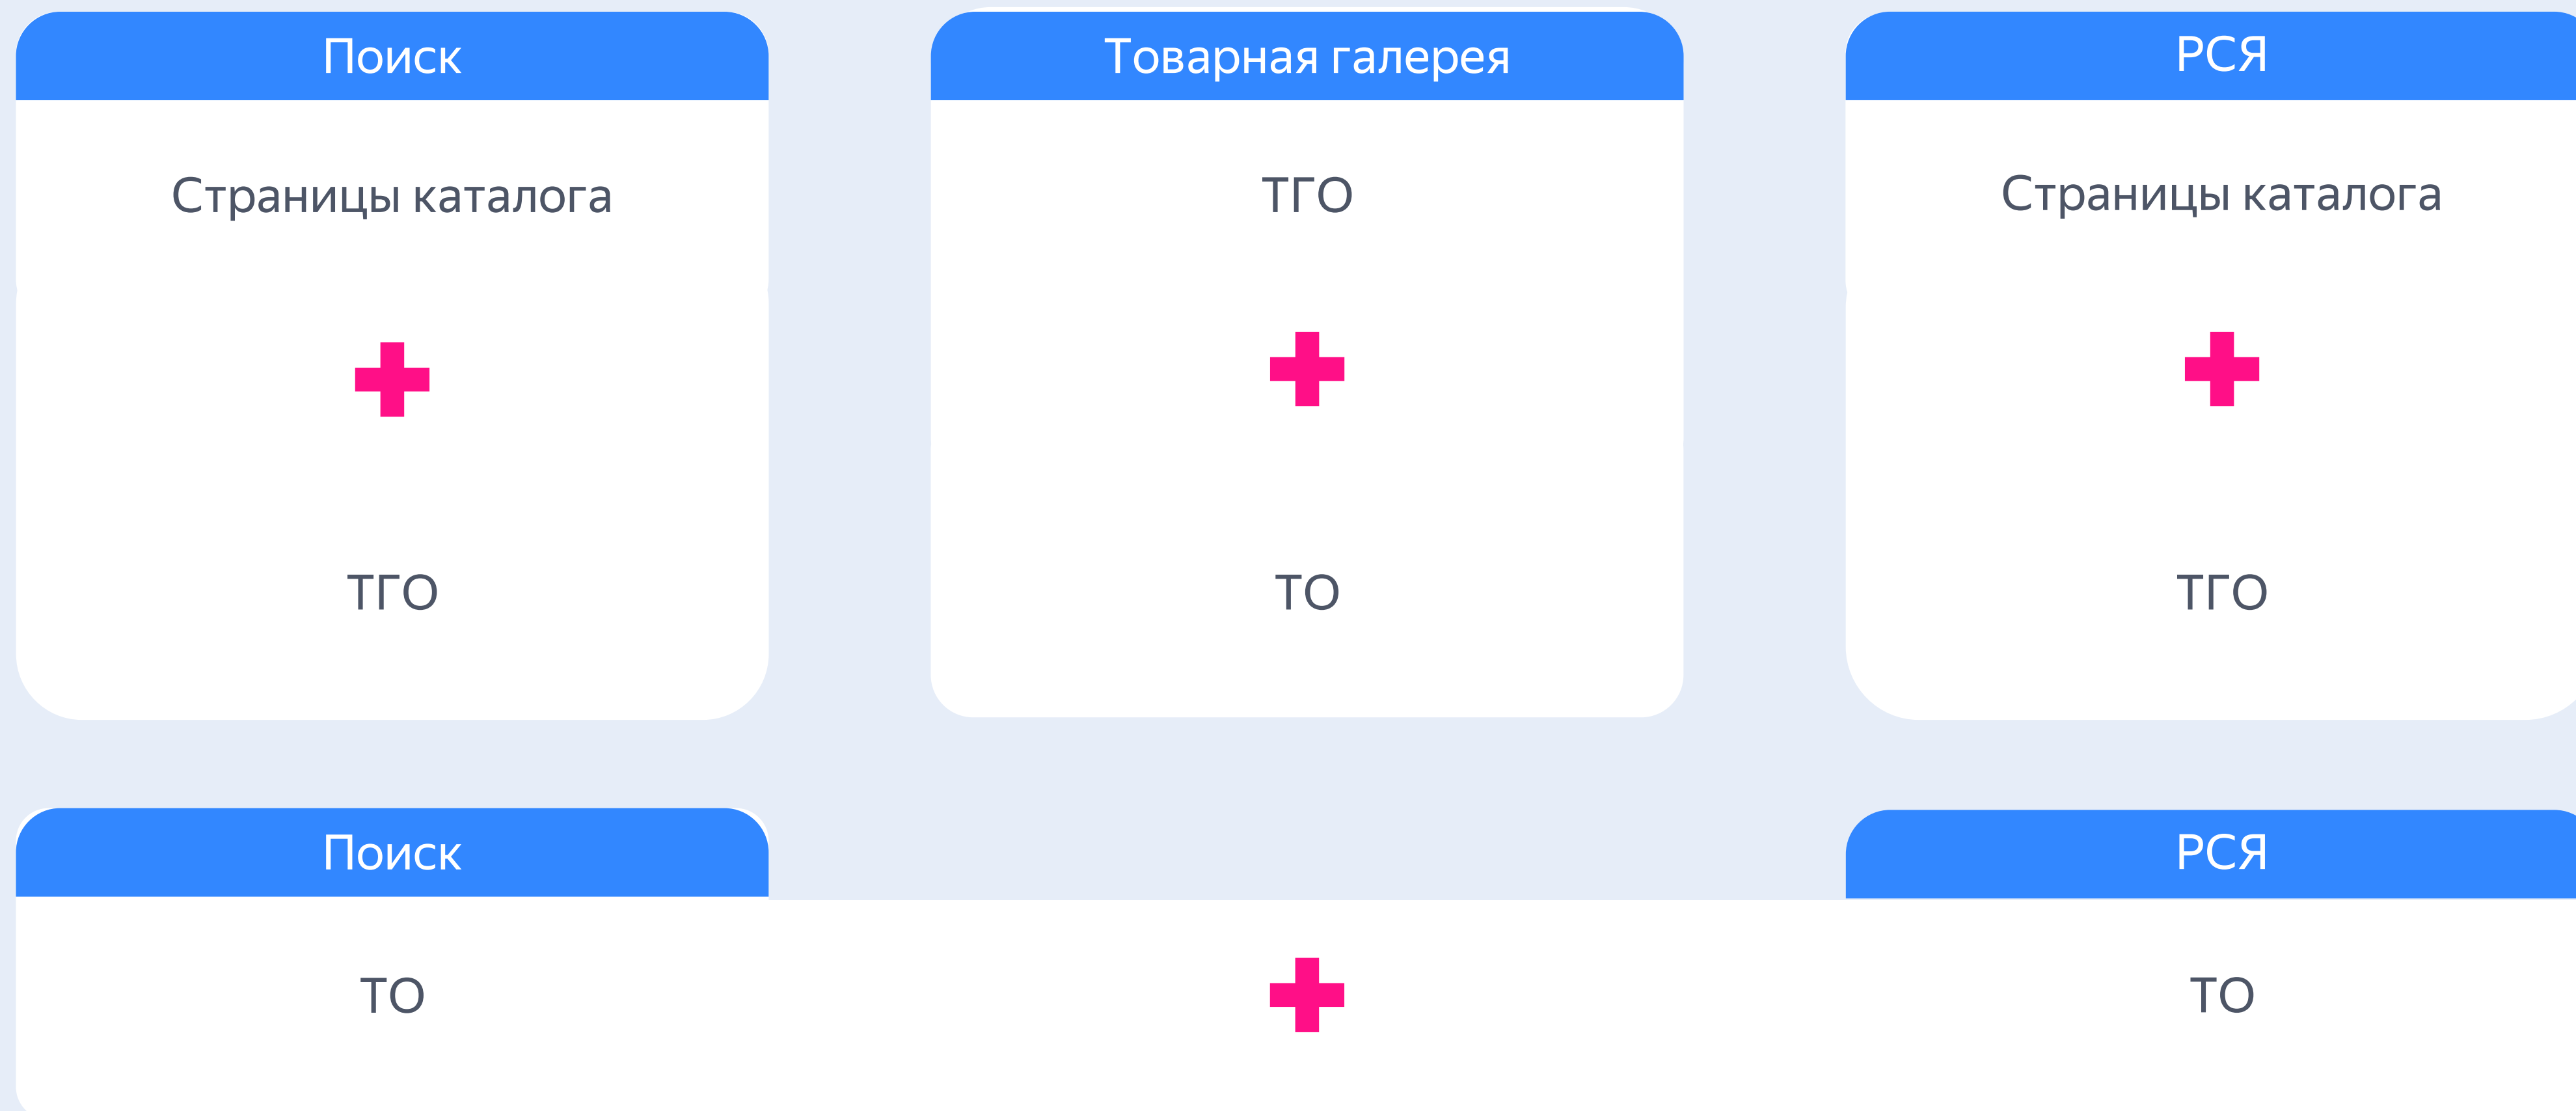 Поиск
Страницы каталога
ТГО
Товарная галерея
ТГО
ТО
РСЯ
Страницы каталога
ТГО
Поиск
ТО
РСЯ
ТО